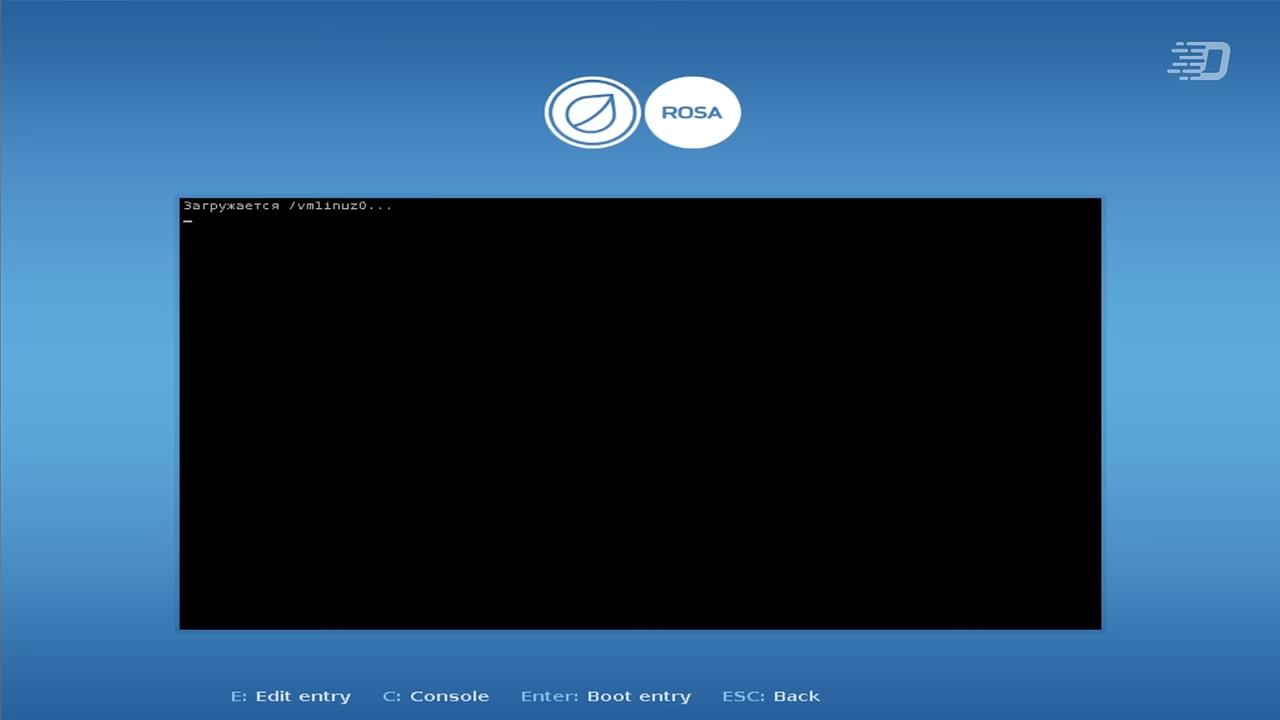 ROSA
Загружается /vmlinuz0...
E: Edit entry C: Console Enter: Boot entry ESC: Back